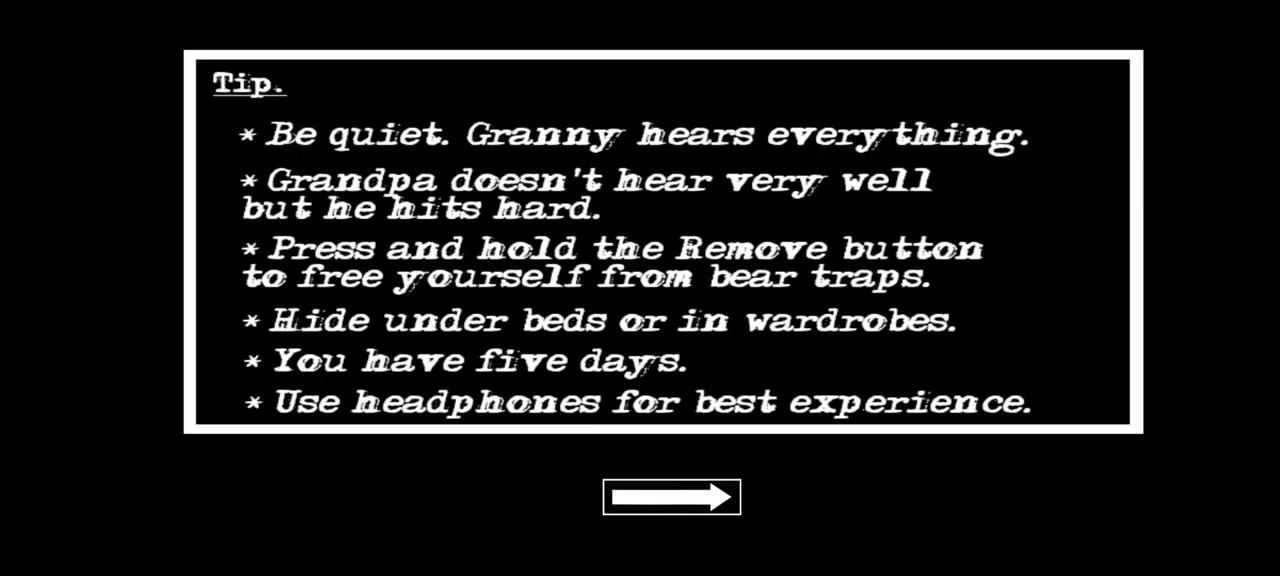 Tip.
* Be quiet. Granny hears everything.
* Grandpa doesn't hear very well
but he hits hard.
* Press and hold the Remove button
to free yourself from bear traps.
* Hide under beds or in wardrobes.
* You have five days.
* Use headphones for best experience.